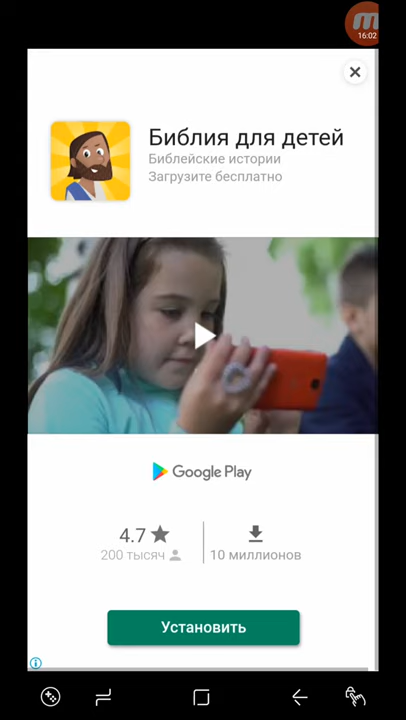 16:02
Библия для детей
Библейские истории
Загрузите бесплатно
Google Play
4.7
200 тысяч
10 миллионов
Установить